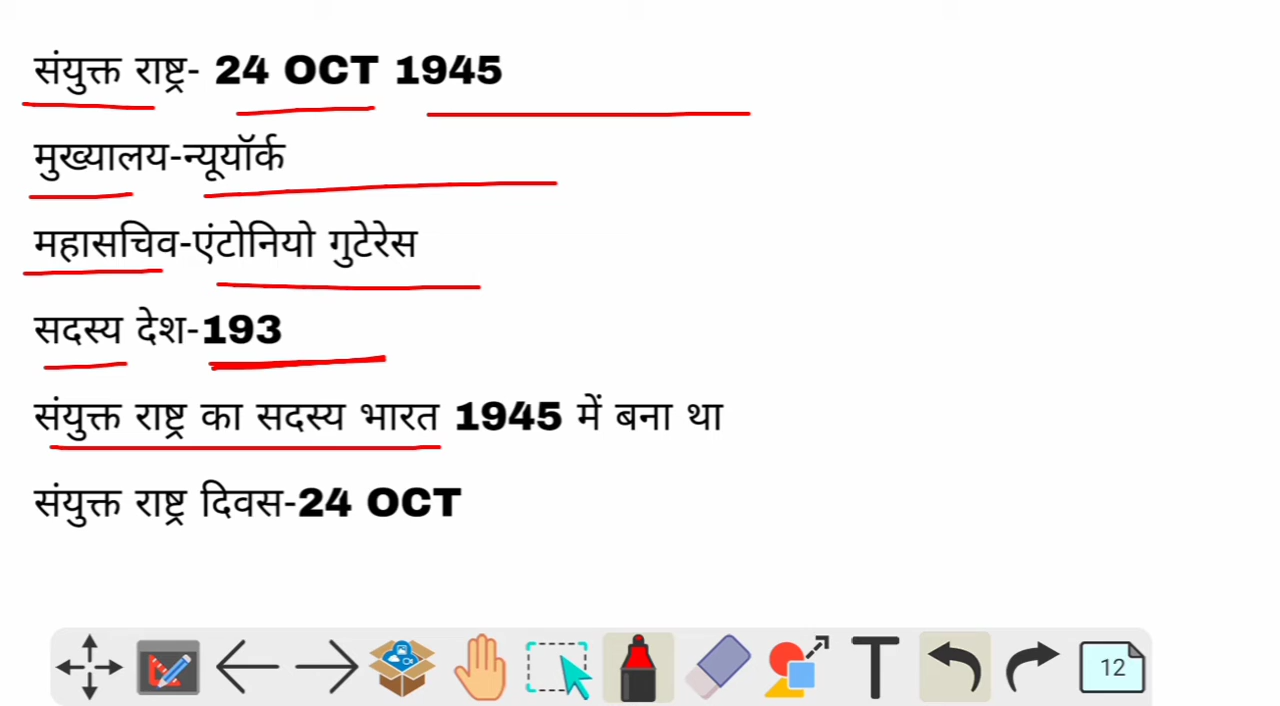 संयुक्त राष्ट्र- 24 OCT 1945
मुख्यालय-न्यूयॉर्क
महासचिव-एंटोनियो गुटेरेस
सदस्य देश-193
संयुक्त राष्ट्र का सदस्य भारत 1945 में बना था
संयुक्त राष्ट्र दिवस-24 OCT
12